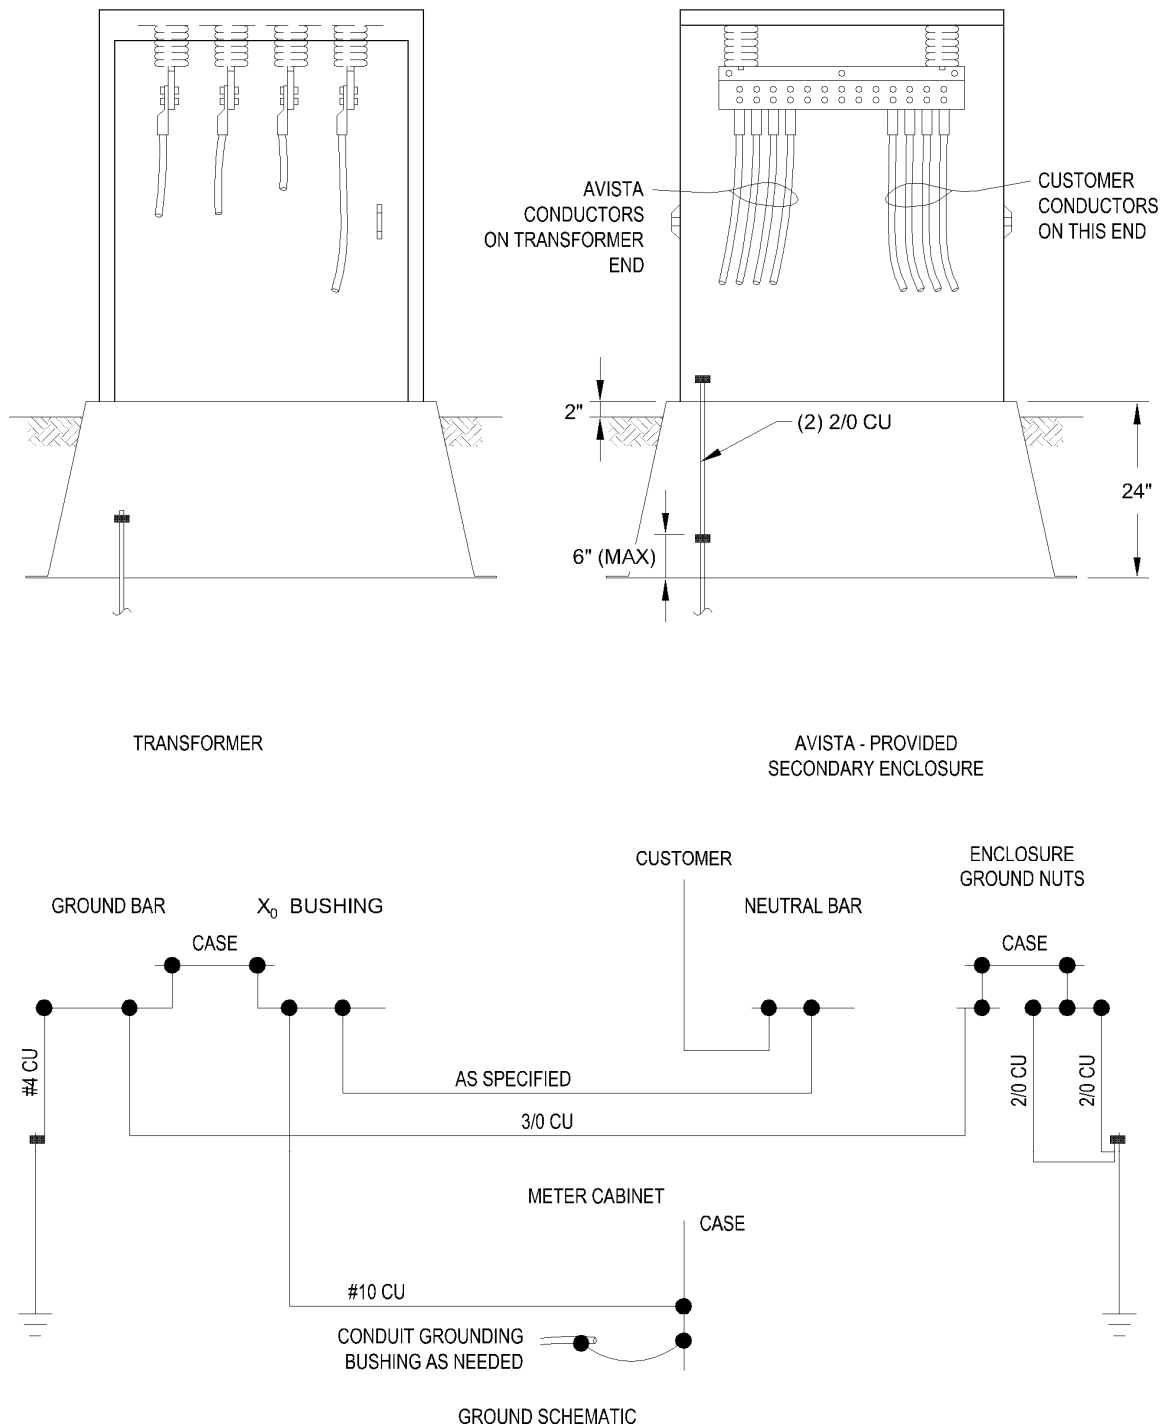 AVISTA
CONDUCTORS
ON TRANSFORMER
END
CUSTOMER
CONDUCTORS
ON THIS END
2"
(2) 2/0 CU
24"
6" (MAX)
TRANSFORMER
AVISTA - PROVIDED
SECONDARY ENCLOSURE
CUSTOMER
ENCLOSURE
GROUND NUTS
GROUND BAR
X₀ BUSHING
NEUTRAL BAR
CASE
CASE
#4 CU
AS SPECIFIED
2/0 CU
2/0 CU
3/0 CU
METER CABINET
CASE
#10 CU
CONDUIT GROUNDING
BUSHING AS NEEDED
GROUND SCHEMATIC